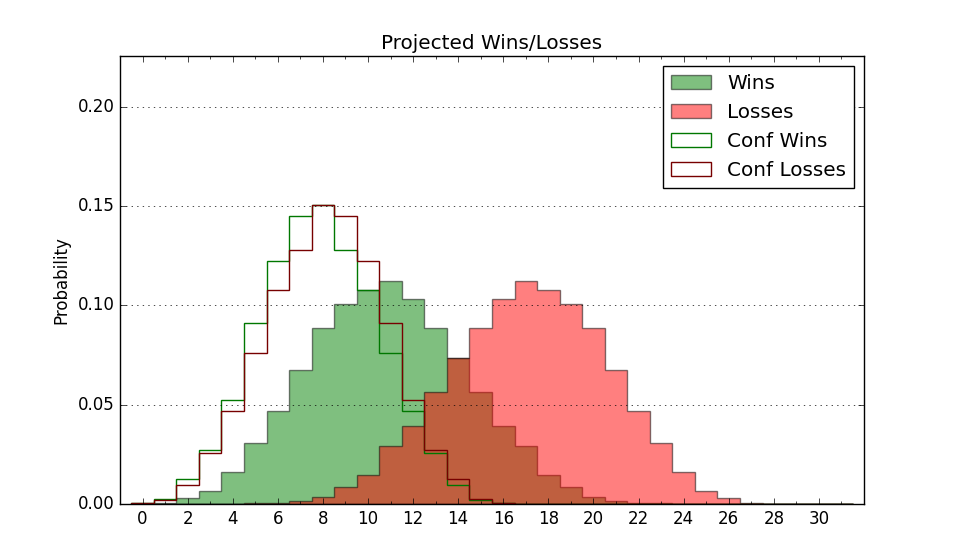 Projected Wins/Losses
Wins
Losses
Conf Wins
Conf Losses
Probability
0.20
0.15
0.10
0.05
0.00
0 2 4 6 8 10 12 14 16 18 20 22 24 26 28 30